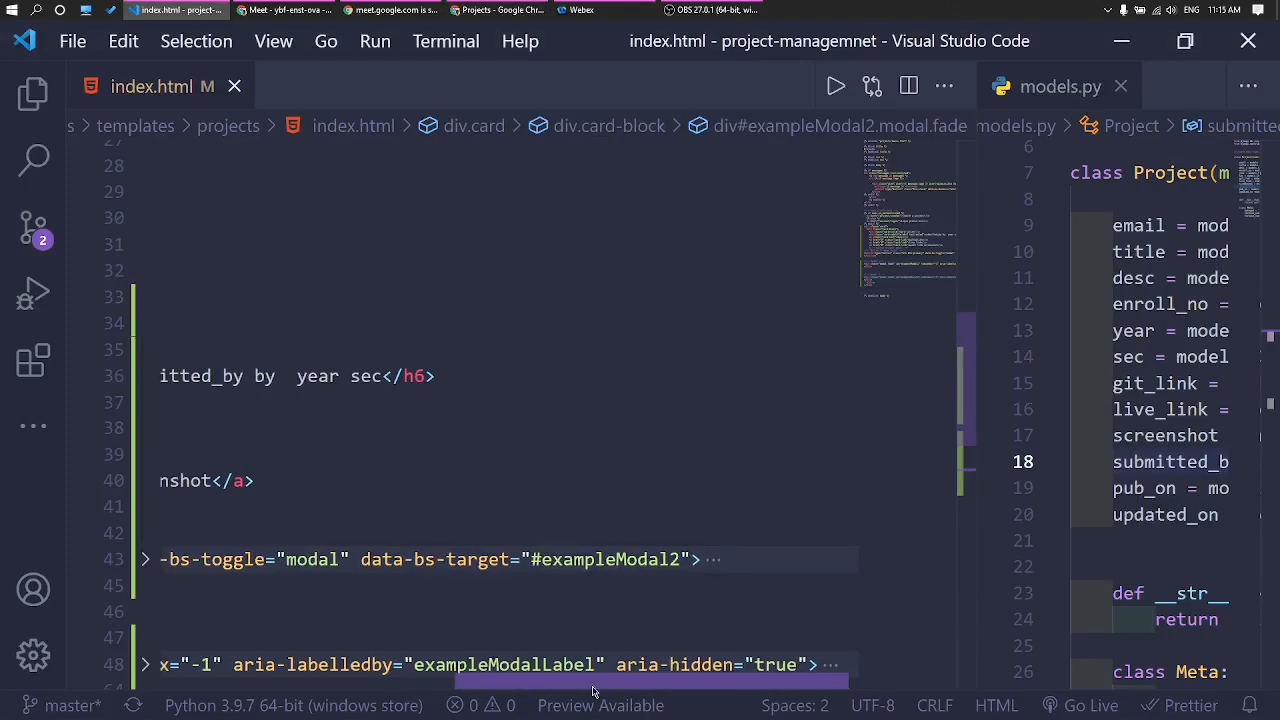 index.html - project-...
Meet - ybf-enst-ova ...
meet.google.com is s...
Projects - Google Chr...
Webex
OBS 27.0.1 (64-bit, win...
ENG
11:15 AM
File Edit Selection View Go Run Terminal Help
index.html - project-managemnet - Visual Studio Code
index.html M
models.py
s > templates > projects > index.html > div.card > div.card-block > div#exampleModal2.modal.fade
models.py > Project > submitted
27
28
29
30
31
32
33
34
35
36 itted_by by  year sec</h6>
37
38
39
40 nshot</a>
41
42
43 -bs-toggle="modal" data-bs-target="#exampleModal2">...
45
46
47
48 x="-1" aria-labelledby="exampleModalLabel" aria-hidden="true">...
64
6
7 class Project(m
8
9 email = mod
10 title = mod
11 desc = mode
12 enroll_no =
13 year = mode
14 sec = model
15 git_link =
16 live_link =
17 screenshot
18 submitted_b
19 pub_on = mo
20 updated_on
21
22
23 def __str__
24 return
25
26 class Meta:
2
master*
Python 3.9.7 64-bit (windows store)
0 0
Preview Available
Spaces: 2
UTF-8
CRLF
HTML
Go Live
Prettier